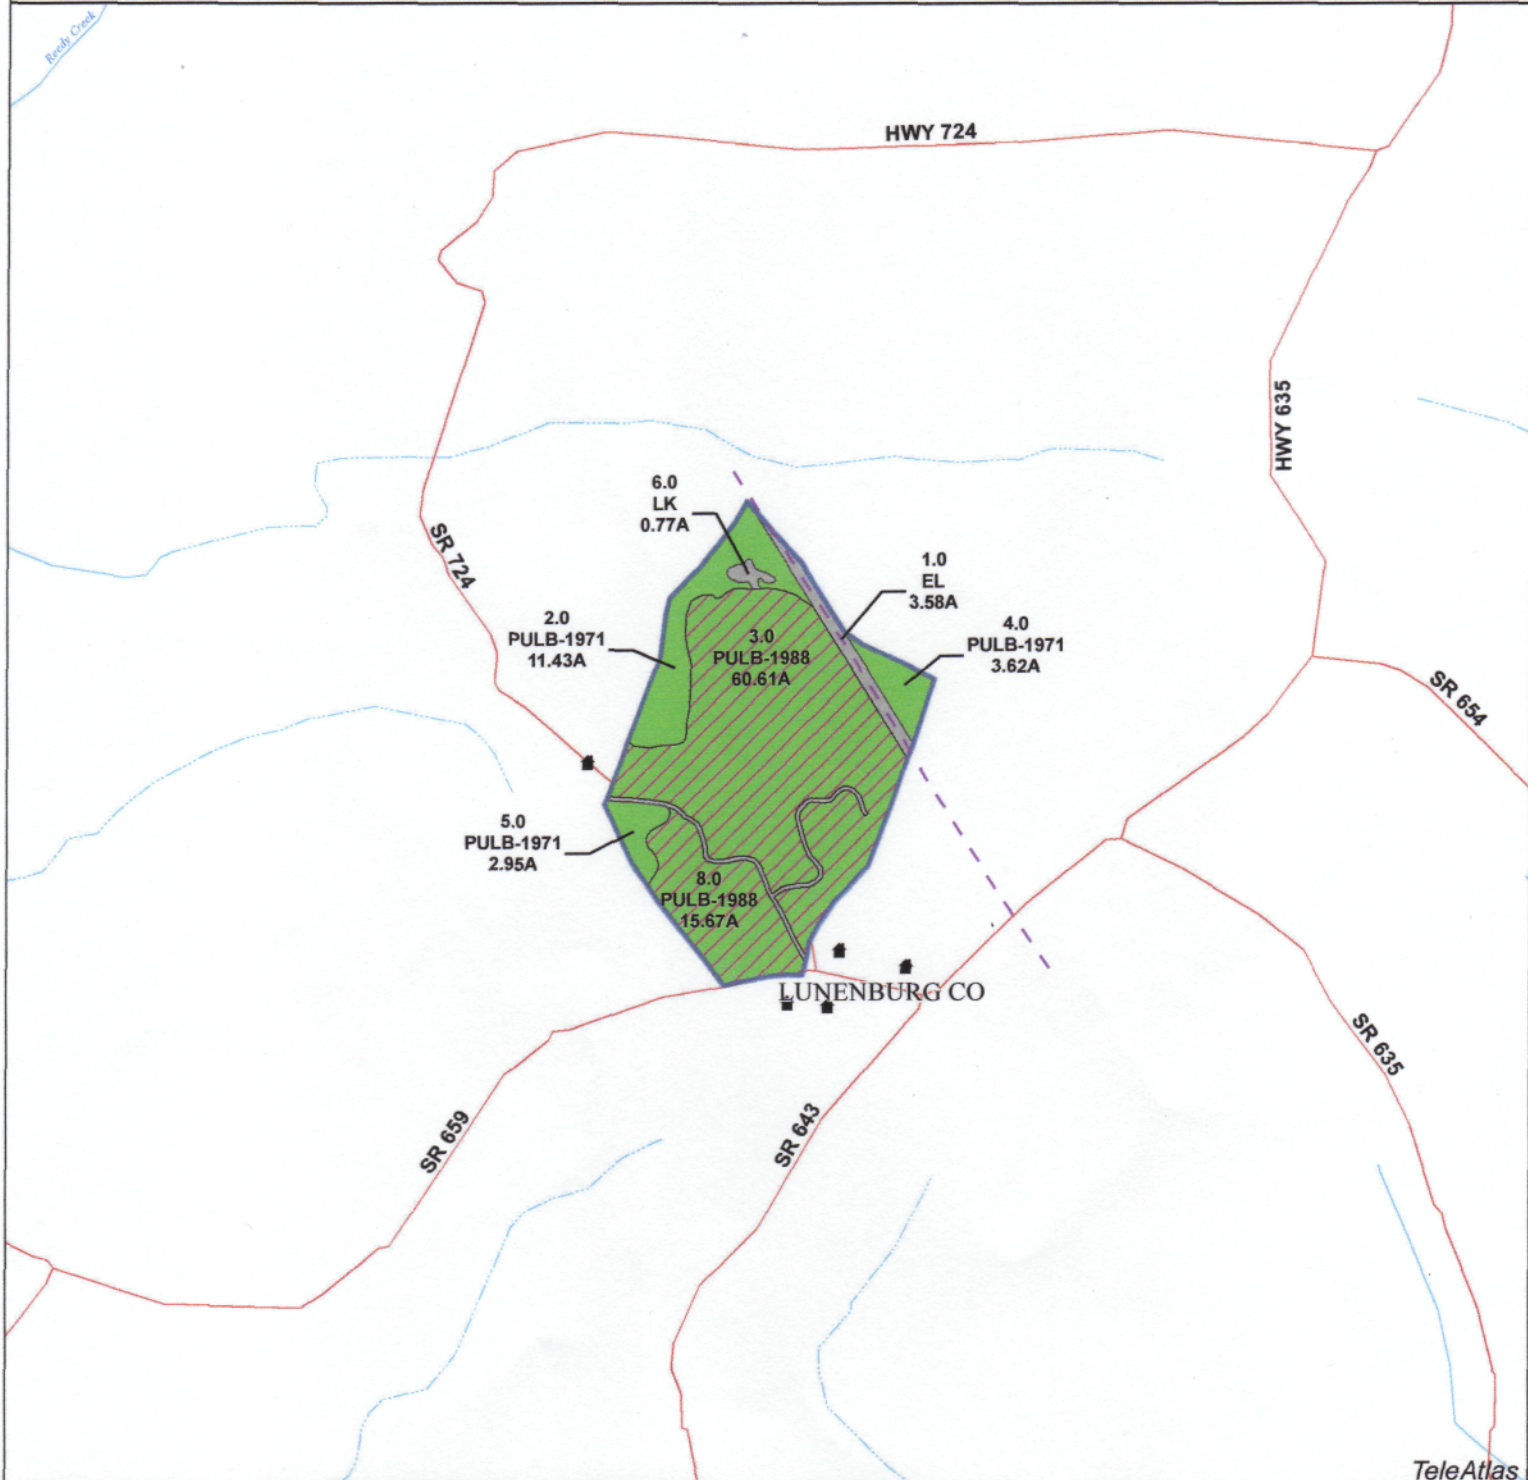 Reedy Creek
HWY 724
HWY 635
6.0
LK
0.77A
SR 724
1.0
EL
3.58A
2.0
PULB-1971
11.43A
3.0
PULB-1988
60.61A
4.0
PULB-1971
3.62A
SR 654
5.0
PULB-1971
2.95A
8.0
PULB-1988
15.67A
LUNENBURG CO
SR 635
SR 659
SR 643
TeleAtlas